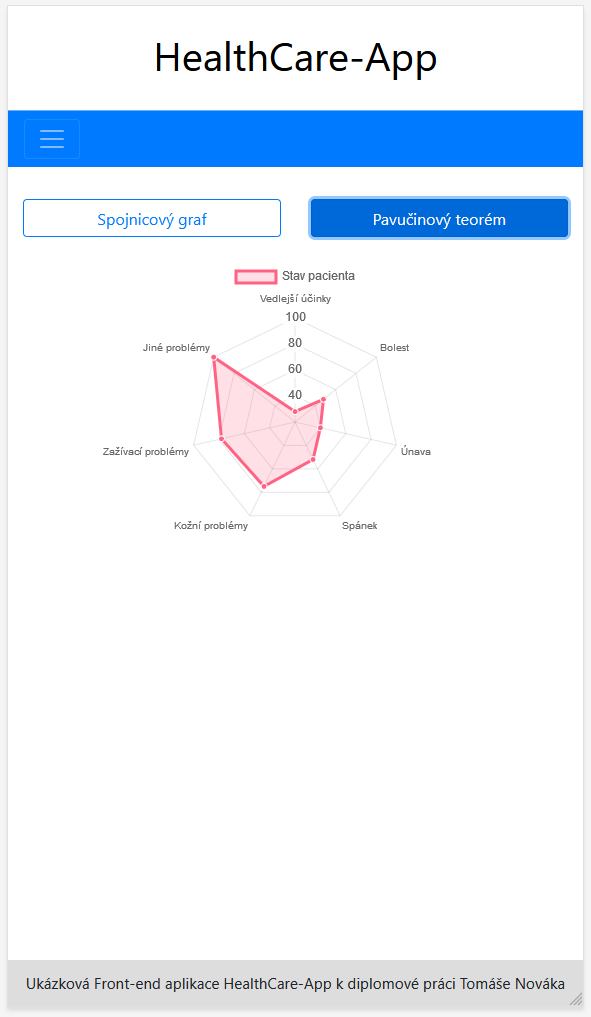 HealthCare-App
Spojnicový graf
Pavučinový teorém
Stav pacienta
Vedlejší účinky
100
Jiné problémy
Bolest
80
60
40
Zažívací problémy
Únava
Kožní problémy
Spánek
Ukázková Front-end aplikace HealthCare-App k diplomové práci Tomáše Nováka